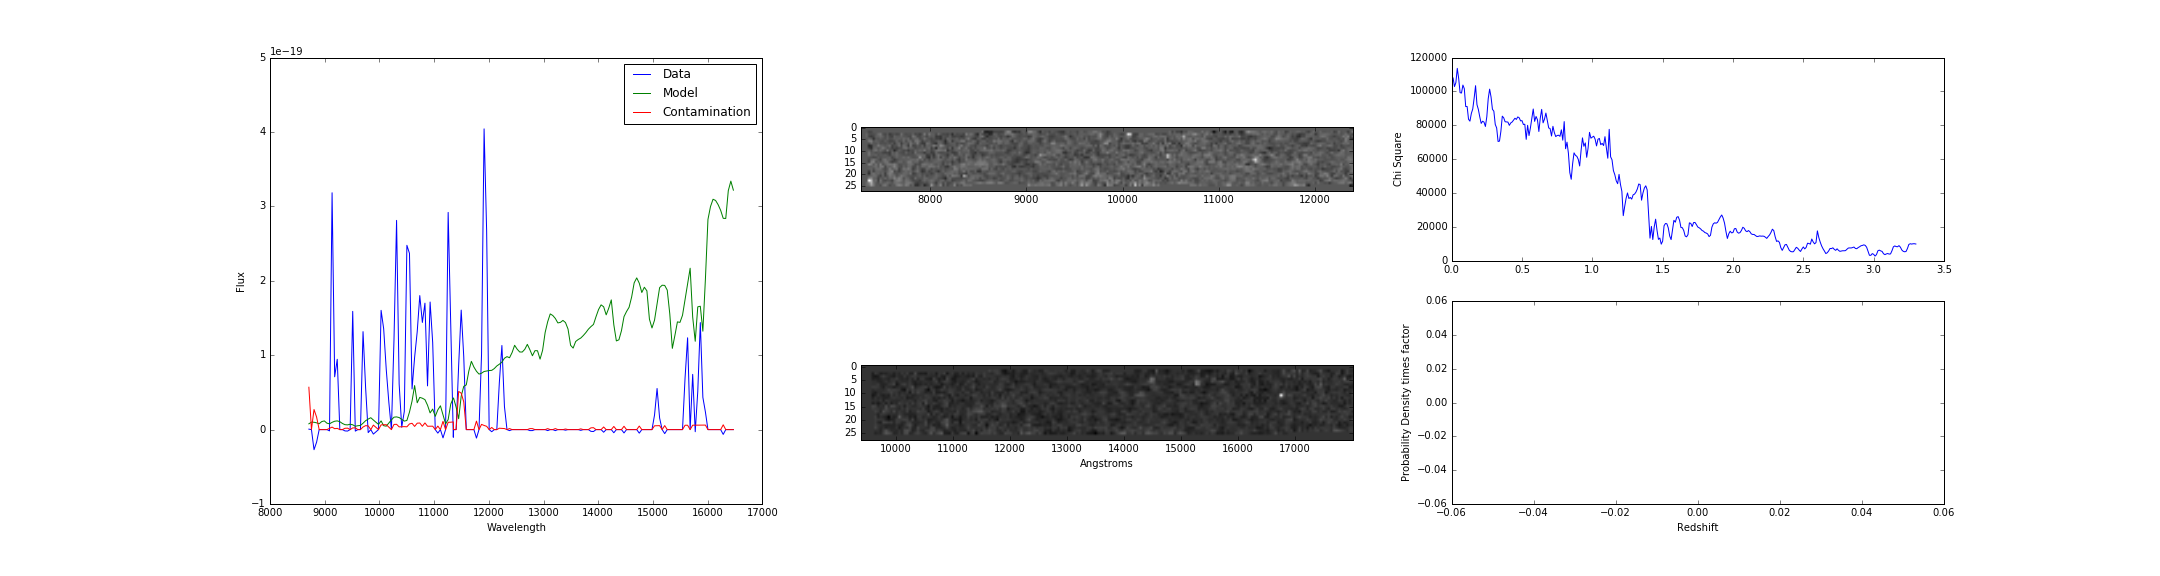 1e−19
5
4
3
2
1
0
−1
8000 9000 10000 11000 12000 13000 14000 15000 16000 17000
Wavelength
Flux
Data
Model
Contamination
0
5
10
15
20
25
8000 9000 10000 11000 12000
0
5
10
15
20
25
10000 11000 12000 13000 14000 15000 16000 17000
Angstroms
120000
100000
80000
60000
40000
20000
0
Chi Square
0.0 0.5 1.0 1.5 2.0 2.5 3.0 3.5
0.06
0.04
0.02
0.00
−0.02
−0.04
−0.06
Probability Density times factor
−0.06 −0.04 −0.02 0.00 0.02 0.04 0.06
Redshift